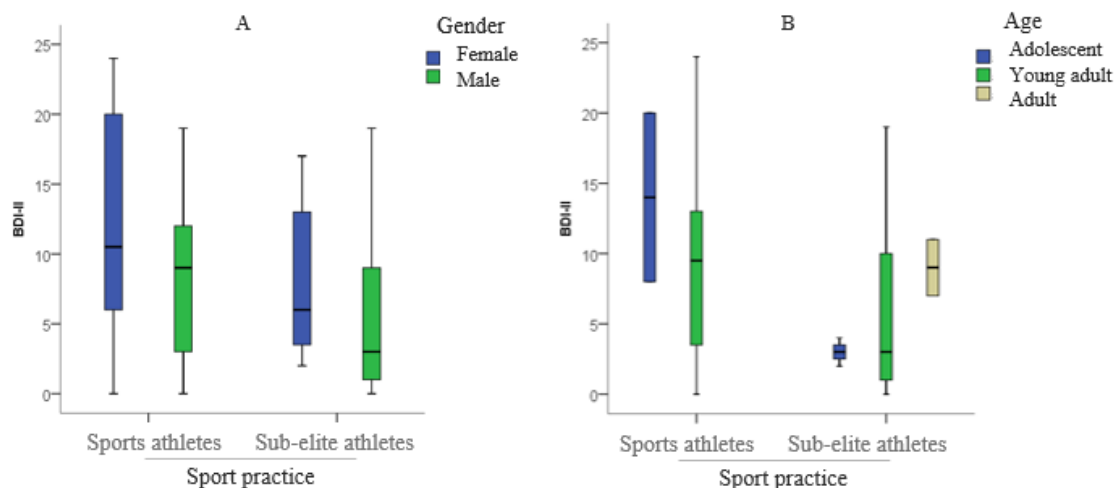 A
Gender
Female
Male
25
20
15
10
5
0
BDI-II
Sports athletes
Sub-elite athletes
Sport practice
B
Age
Adolescent
Young adult
Adult
25
20
15
10
5
0
BDI-II
Sports athletes
Sub-elite athletes
Sport practice